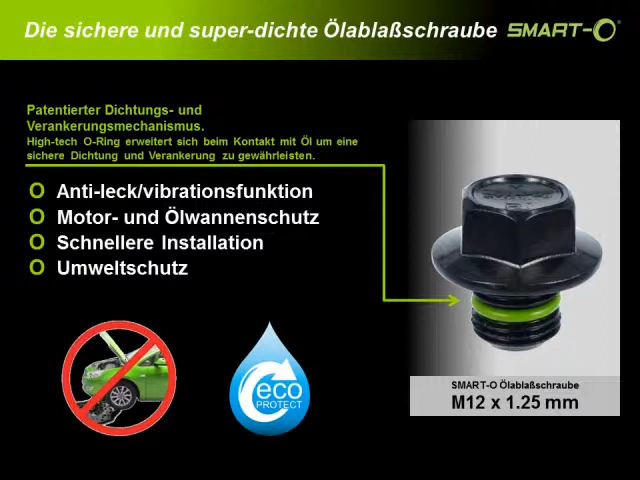 Die sichere und super-dichte Ölablaßschraube SMART-O®
Patentierter Dichtungs- und
Verankerungsmechanismus.
High-tech O-Ring erweitert sich beim Kontakt mit Öl um eine
sichere Dichtung und Verankerung zu gewährleisten.
O Anti-leck/vibrationsfunktion
O Motor- und Ölwannenschutz
O Schnellere Installation
O Umweltschutz
eco
PROTECT
SMART-O Ölablaßschraube
M12 x 1.25 mm